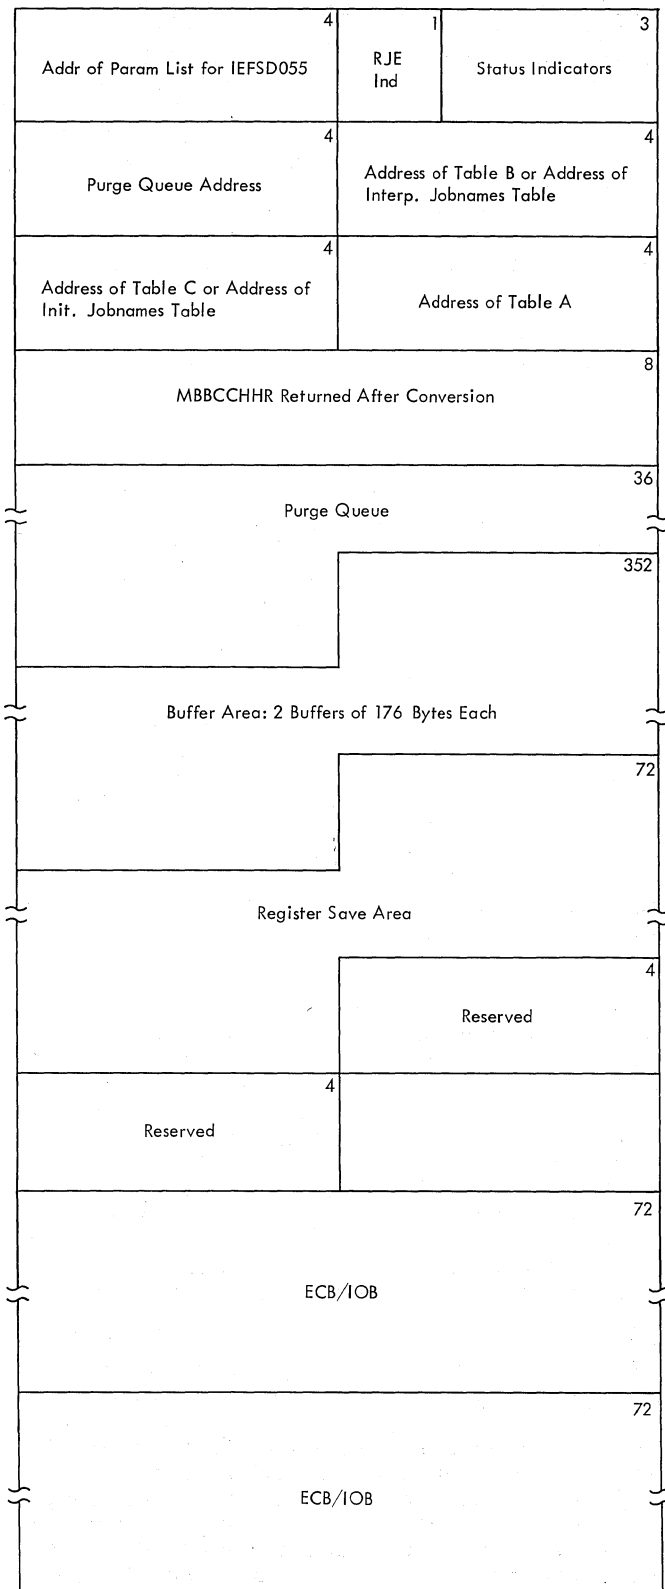 4
1
3
Addr of Param List for IEFSD055
RJE
Ind
Status Indicators
4
4
Purge Queue Address
Address of Table B or Address of
Interp. Jobnames Table
4
4
Address of Table C or Address of
Init. Jobnames Table
Address of Table A
8
MBBCCHHR Returned After Conversion
36
Purge Queue
352
Buffer Area: 2 Buffers of 176 Bytes Each
72
Register Save Area
4
Reserved
4
Reserved
72
ECB/IOB
72
ECB/IOB